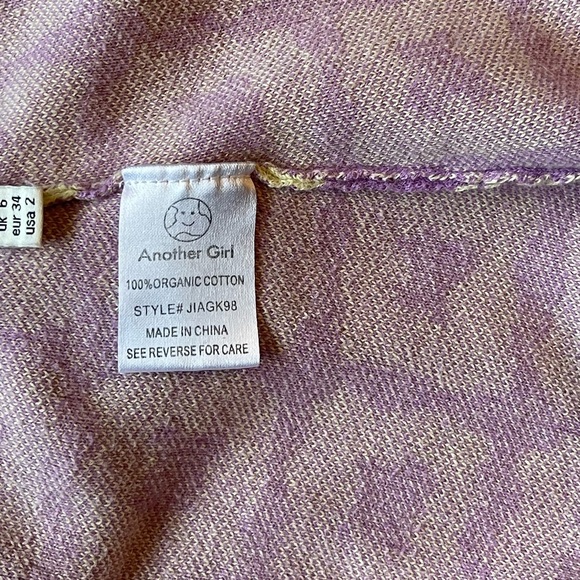 uk 6
eur 34
usa 2
Another Girl
100%ORGANIC COTTON
STYLE# JIAGK98
MADE IN CHINA
SEE REVERSE FOR CARE